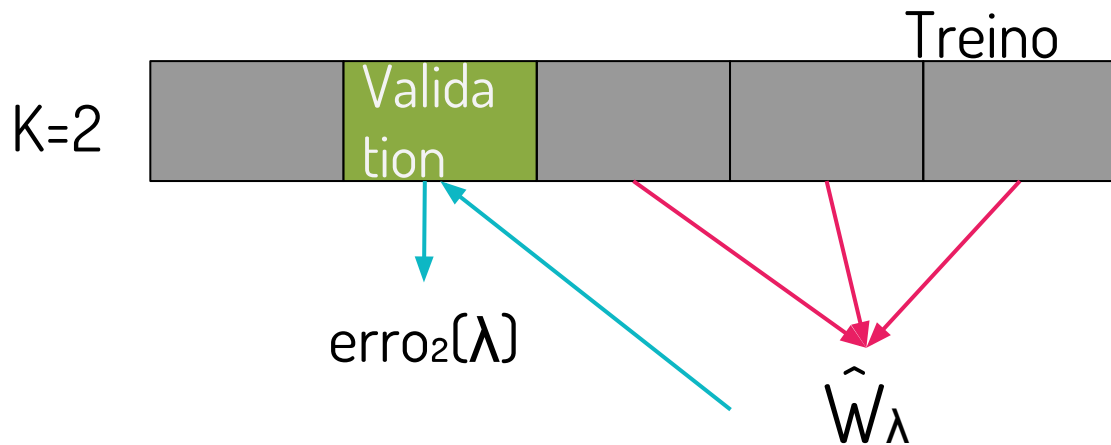 Treino
K=2
Valida
tion
erro₂(λ)
Ŵλ